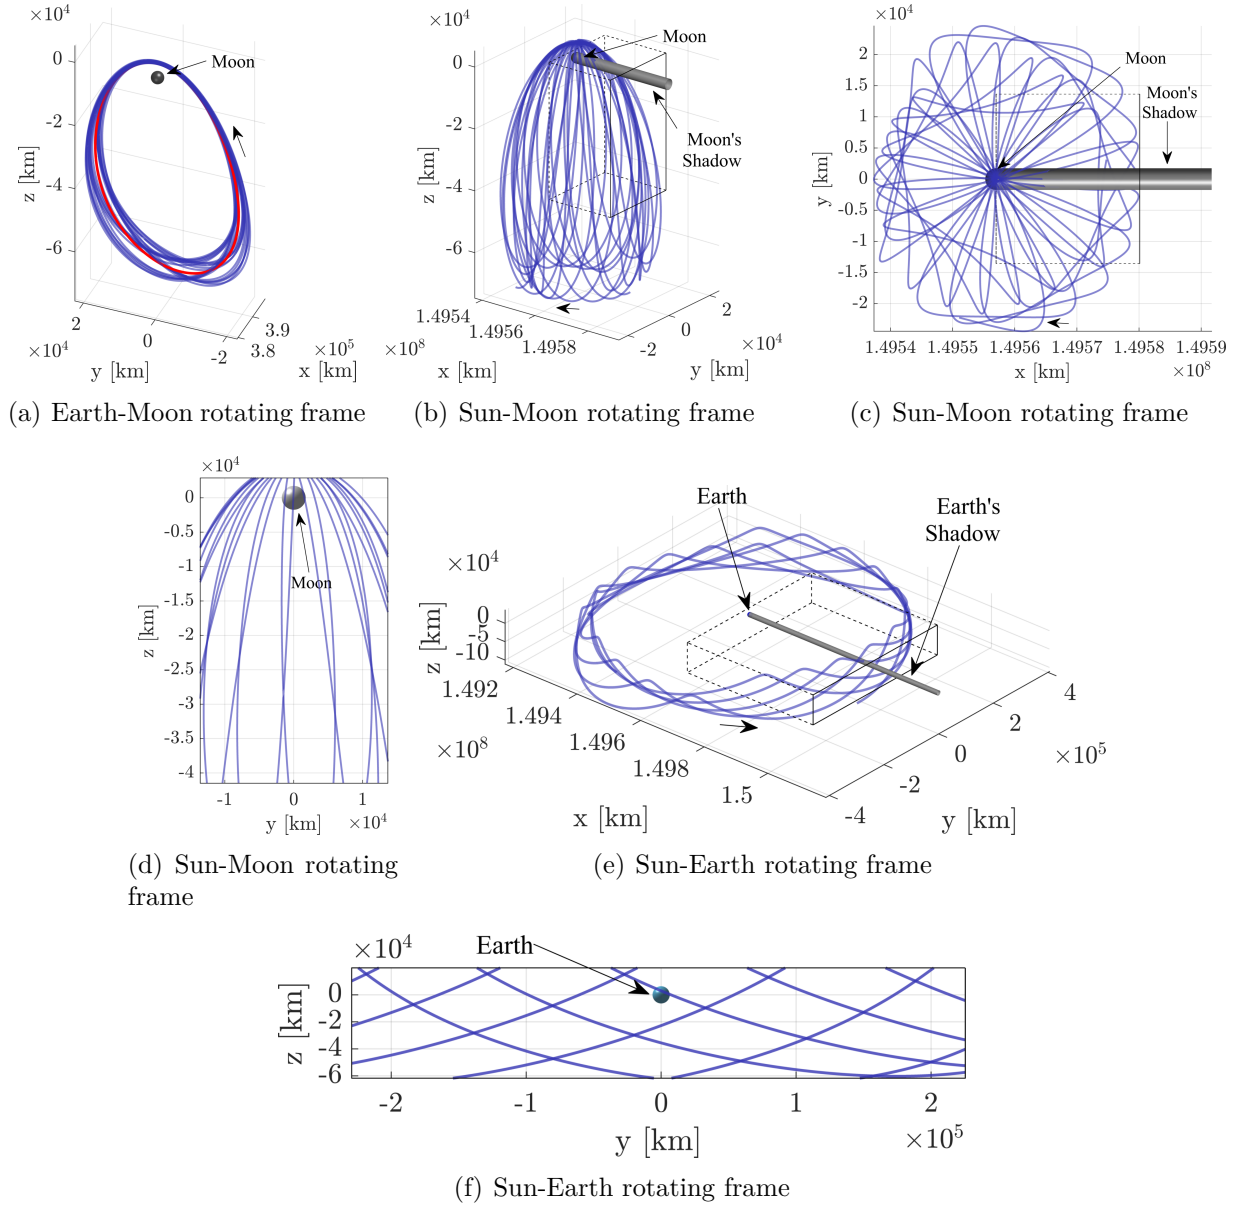 ×10⁴
0
-2
-4
-6
z [km]
Moon
2
0
-2
×10⁴
y [km]
3.9
3.8
×10⁵
x [km]
(a) Earth-Moon rotating frame
×10⁴
0
-2
-4
-6
z [km]
Moon
Moon's
Shadow
1.4954
1.4956
1.4958
×10⁸
x [km]
2
0
-2
×10⁴
y [km]
(b) Sun-Moon rotating frame
×10⁴
2
1.5
1
0.5
0
-0.5
-1
-1.5
-2
y [km]
Moon
Moon's
Shadow
1.4954 1.4955 1.4956 1.4957 1.4958 1.4959
x [km]
×10⁸
(c) Sun-Moon rotating frame
×10⁴
0
-0.5
-1
-1.5
-2
-2.5
-3
-3.5
-4
z [km]
Moon
-1 0 1
y [km]
×10⁴
(d) Sun-Moon rotating
frame
Earth
Earth's
Shadow
×10⁴
0
-5
-10
z [km]
1.492
1.494
1.496
1.498
1.5
×10⁸
x [km]
4
2
0
-2
-4
×10⁵
y [km]
(e) Sun-Earth rotating frame
×10⁴
Earth
0
-2
-4
-6
z [km]
-2 -1 0 1 2
y [km]
×10⁵
(f) Sun-Earth rotating frame